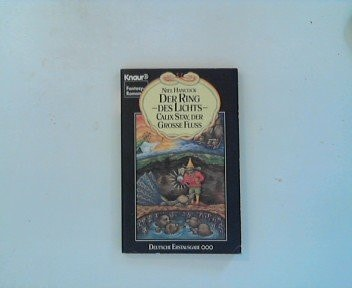 Knaur
Fantasy-
Roman
NIEL HANCOCK
DER RING
DES LICHTS
CALIX STAY, DER
GROSSE FLUSS
DEUTSCHE ERSTAUSGABE